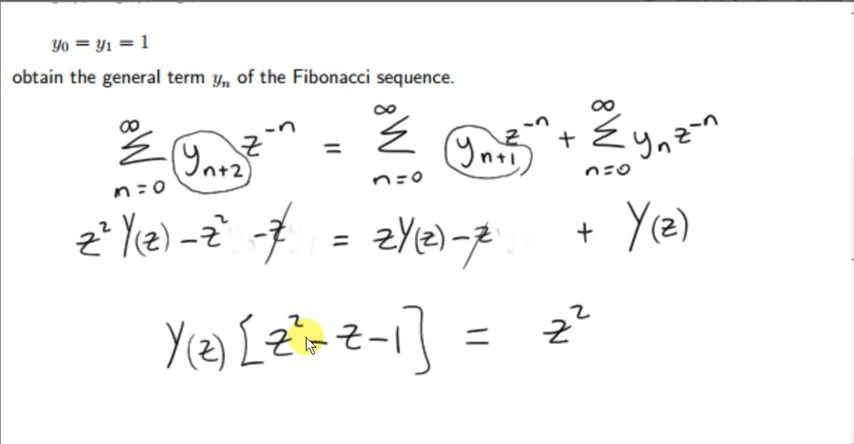 y₀ = y₁ = 1
obtain the general term yₙ of the Fibonacci sequence.
∞ Σ n=0 yₙ₊₂ z⁻ⁿ = ∞ Σ n=0 yₙ₊₁ z⁻ⁿ + ∞ Σ n=0 yₙ z⁻ⁿ
z² Y(z) − z² − z = z Y(z) − z + Y(z)
Y(z) [z² − z − 1] = z²